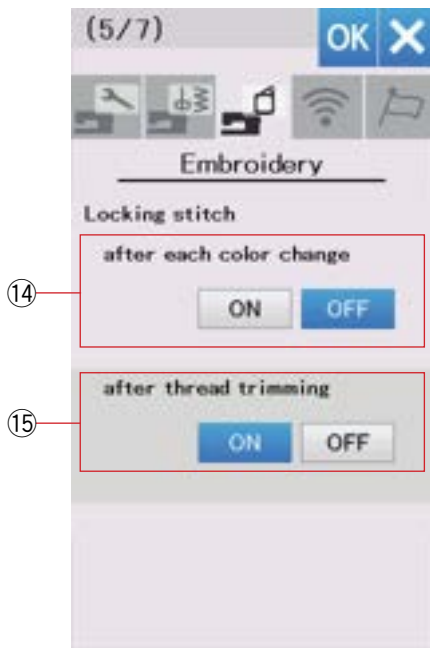 (5/7)
OK
Embroidery
Locking stitch
after each color change
⑭
ON OFF
after thread trimming
⑮
ON OFF